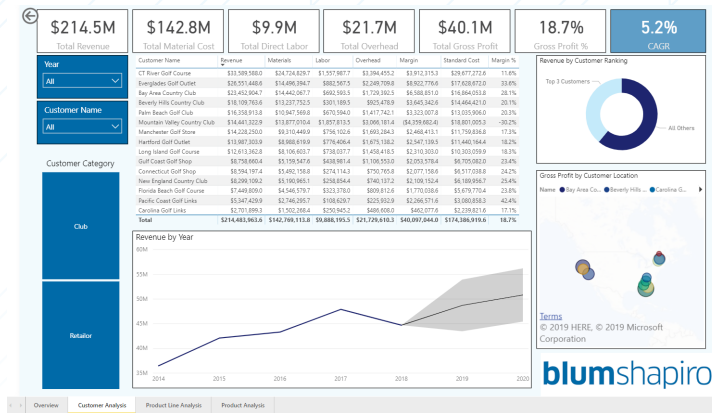 $214.5M
Total Revenue
$142.8M
Total Material Cost
$9.9M
Total Direct Labor
$21.7M
Total Overhead
$40.1M
Total Gross Profit
18.7%
Gross Profit %
5.2%
CAGR
Year
All
Customer Name
All
Customer Category
Club
Retailor
Customer Name Revenue Materials Labor Overhead Margin Standard Cost Margin %
CT River Golf Course $33,589,588.0 $24,724,829.7 $1,557,987.7 $3,394,455.2 $3,912,315.3 $29,677,272.6 11.6%
Everglades Golf Outlet $26,551,448.6 $14,496,394.7 $882,567.5 $2,249,709.8 $8,922,776.6 $17,628,672.0 33.6%
Bay Area Country Club $23,452,904.7 $14,442,067.7 $692,593.5 $1,729,392.5 $6,588,851.0 $16,864,053.8 28.1%
Beverly Hills Country Club $18,109,763.6 $13,237,752.5 $301,189.5 $925,478.9 $3,645,342.6 $14,464,421.0 20.1%
Palm Beach Golf Club $16,358,913.8 $10,947,569.8 $670,594.0 $1,417,742.1 $3,323,007.8 $13,035,906.0 20.3%
Mountain Valley Country Club $14,441,322.9 $13,877,010.4 $1,857,813.5 $3,066,181.4 ($4,359,682.4) $18,801,005.3 -30.2%
Manchester Golf Store $14,228,250.0 $9,310,449.9 $756,102.6 $1,693,284.3 $2,468,413.1 $11,759,836.8 17.3%
Hartford Golf Outlet $13,987,303.9 $8,988,619.9 $776,406.4 $1,675,138.2 $2,547,139.5 $11,440,164.4 18.2%
Long Island Golf Course $12,613,362.8 $8,106,603.7 $738,037.7 $1,458,418.5 $2,310,303.0 $10,303,059.9 18.3%
Gulf Coast Golf Shop $8,758,660.4 $5,159,547.6 $438,981.4 $1,106,553.0 $2,053,578.4 $6,705,082.0 23.4%
Connecticut Golf Shop $8,594,197.4 $5,492,158.8 $274,114.3 $750,765.8 $2,077,158.6 $6,517,038.8 24.2%
New England Country Club $8,299,109.2 $5,190,965.1 $258,854.4 $740,137.2 $2,109,152.4 $6,189,956.7 25.4%
Florida Beach Golf Course $7,449,809.0 $4,546,579.7 $323,378.0 $809,812.6 $1,770,038.6 $5,679,770.4 23.8%
Pacific Coast Golf Links $5,347,429.9 $2,746,295.7 $108,629.7 $225,932.9 $2,266,571.6 $3,080,858.3 42.4%
Carolina Golf Links $2,701,899.3 $1,502,268.4 $250,945.2 $486,608.0 $462,077.6 $2,239,821.6 17.1%
Total $214,483,963.6 $142,769,113.8 $9,888,195.5 $21,729,610.3 $40,097,044.0 $174,386,919.6 18.7%
Revenue by Customer Ranking
Top 3 Customers
All Others
Gross Profit by Customer Location
Name Bay Area Co... Beverly Hills ... Carolina G...
Terms
© 2019 HERE, © 2019 Microsoft
Corporation
Revenue by Year
60M
55M
50M
45M
40M
35M
2014 2015 2016 2017 2018 2019 2020
blumshapiro
Overview Customer Analysis Product Line Analysis Product Analysis